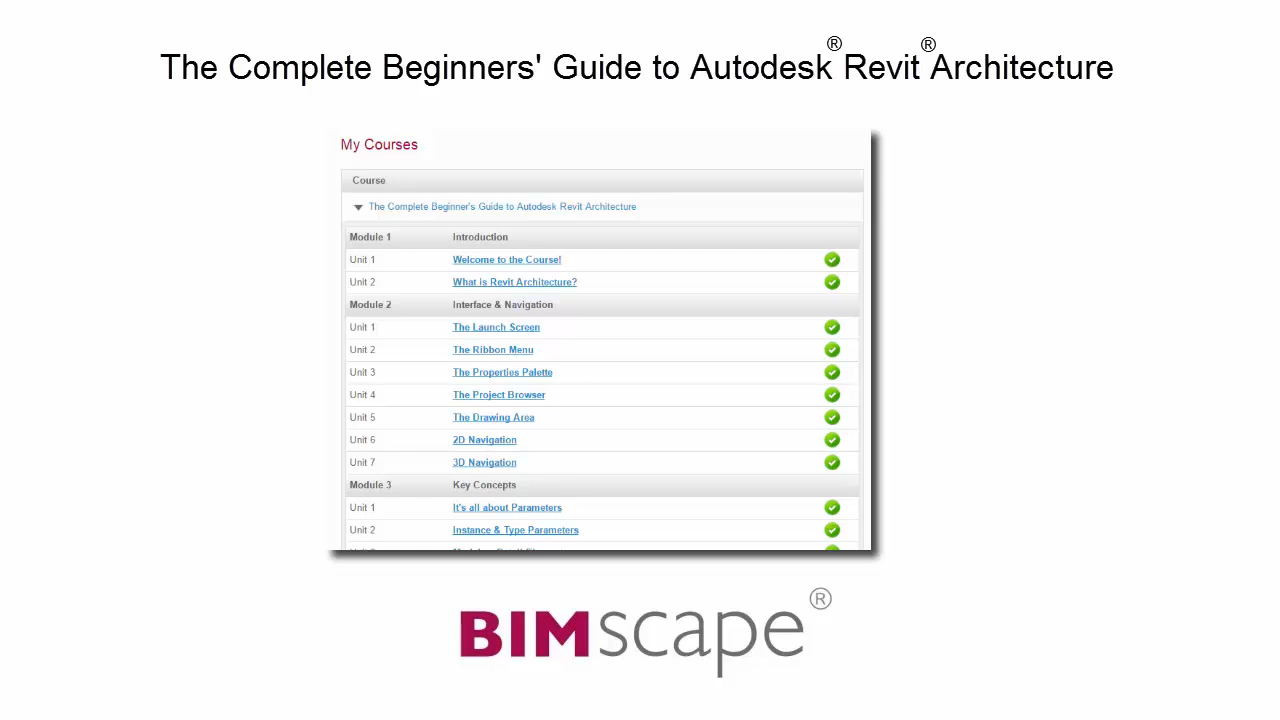 The Complete Beginners' Guide to Autodesk® Revit® Architecture
My Courses
Course
The Complete Beginner's Guide to Autodesk Revit Architecture
Module 1 Introduction
Unit 1 Welcome to the Course!
Unit 2 What is Revit Architecture?
Module 2 Interface & Navigation
Unit 1 The Launch Screen
Unit 2 The Ribbon Menu
Unit 3 The Properties Palette
Unit 4 The Project Browser
Unit 5 The Drawing Area
Unit 6 2D Navigation
Unit 7 3D Navigation
Module 3 Key Concepts
Unit 1 It's all about Parameters
Unit 2 Instance & Type Parameters
BIMscape®